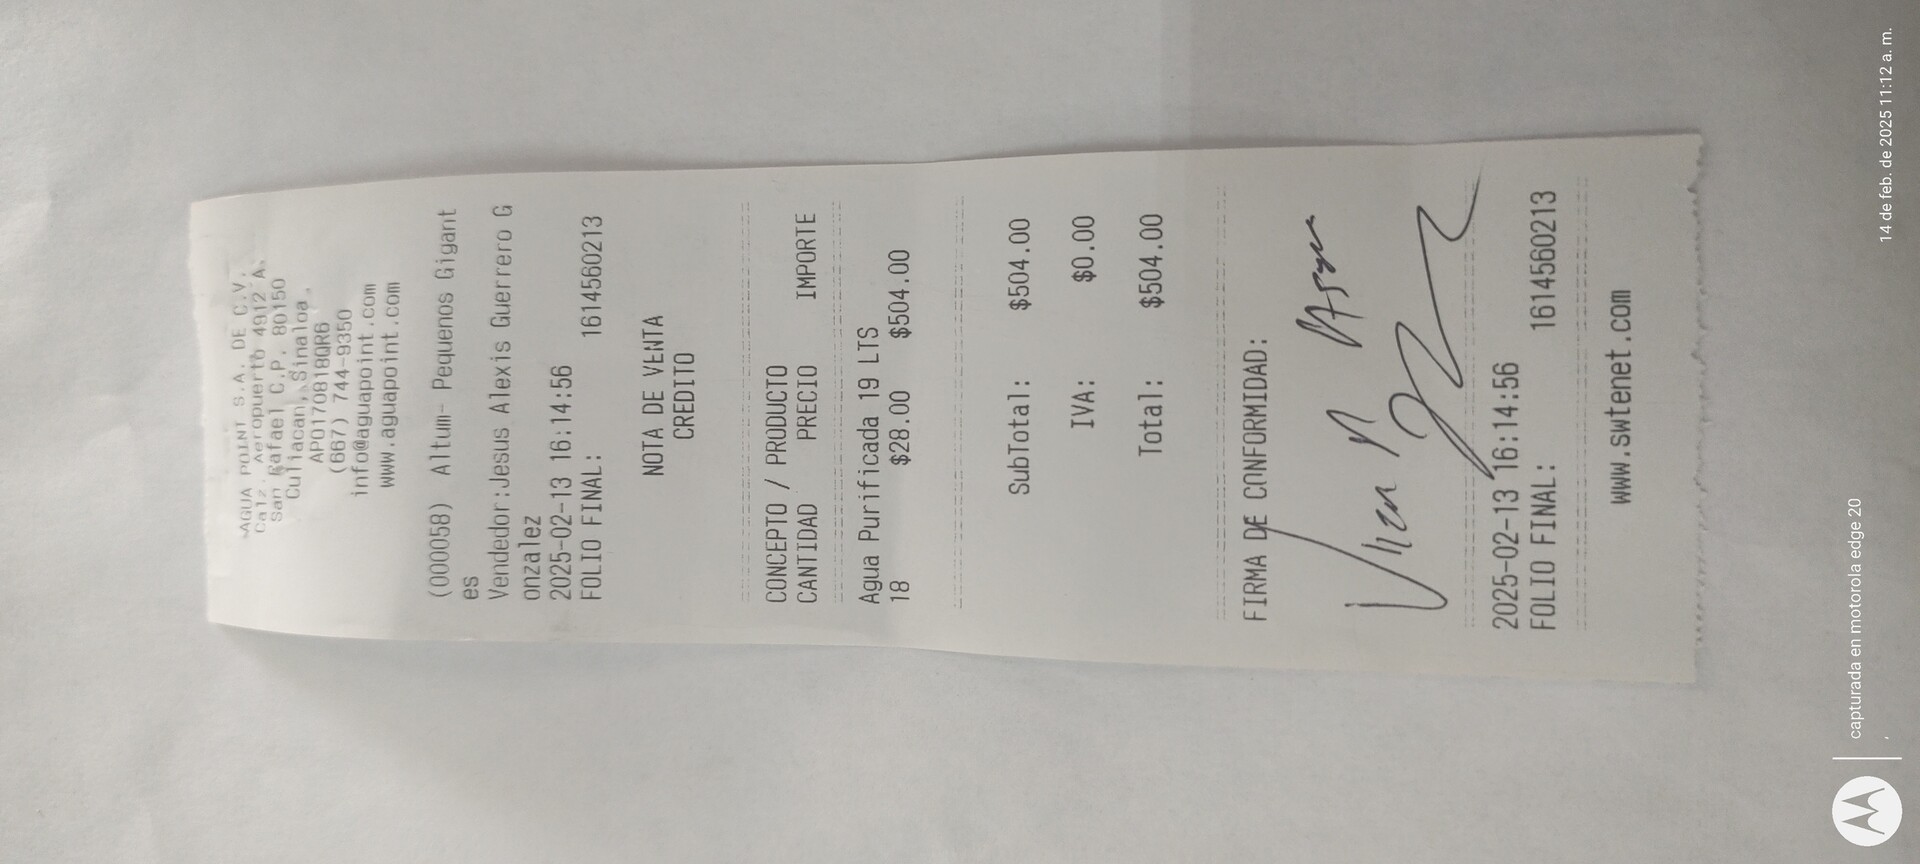 AGUA POINT S.A. DE C.V.
Calz. Aeropuerto 4912 A,
San Rafael C.P. 80150
Culiacan,Sinaloa.
APO170818QR6
(667) 744-9350
info@aguapoint.com
www.aguapoint.com
(000058) Altum- Pequenos Gigant
es
Vendedor:Jesus Alexis Guerrero G
onzalez
2025-02-13 16:14:56
FOLIO FINAL: 1614560213
NOTA DE VENTA
CREDITO
CONCEPTO / PRODUCTO
CANTIDAD PRECIO IMPORTE
Agua Purificada 19 LTS
18 $28.00 $504.00
SubTotal: $504.00
IVA: $0.00
Total: $504.00
FIRMA DE CONFORMIDAD:
2025-02-13 16:14:56
FOLIO FINAL: 1614560213
www.swtenet.com
capturada en motorola edge 20
14 de feb. de 2025 11:12 a. m.